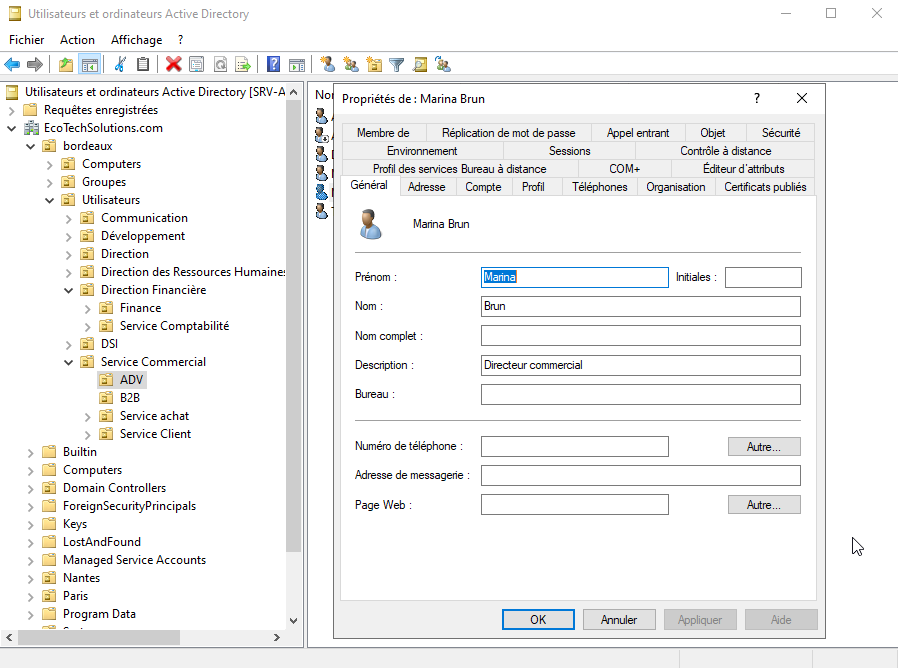 Utilisateurs et ordinateurs Active Directory
Fichier Action Affichage ?
Utilisateurs et ordinateurs Active Directory [SRV-A
Requêtes enregistrées
EcoTechSolutions.com
bordeaux
Computers
Groupes
Utilisateurs
Communication
Développement
Direction
Direction des Ressources Humaines
Direction Financière
Finance
Service Comptabilité
DSI
Service Commercial
ADV
B2B
Service achat
Service Client
Builtin
Computers
Domain Controllers
ForeignSecurityPrincipals
Keys
LostAndFound
Managed Service Accounts
Nantes
Paris
Program Data
Propriétés de : Marina Brun
?
Membre de Réplication de mot de passe Appel entrant Objet Sécurité
Environnement Sessions Contrôle à distance
Profil des services Bureau à distance COM+ Éditeur d'attributs
Général Adresse Compte Profil Téléphones Organisation Certificats publiés
Marina Brun
Prénom : Marina Initiales :
Nom : Brun
Nom complet :
Description : Directeur commercial
Bureau :
Numéro de téléphone : Autre...
Adresse de messagerie :
Page Web : Autre...
OK Annuler Appliquer Aide